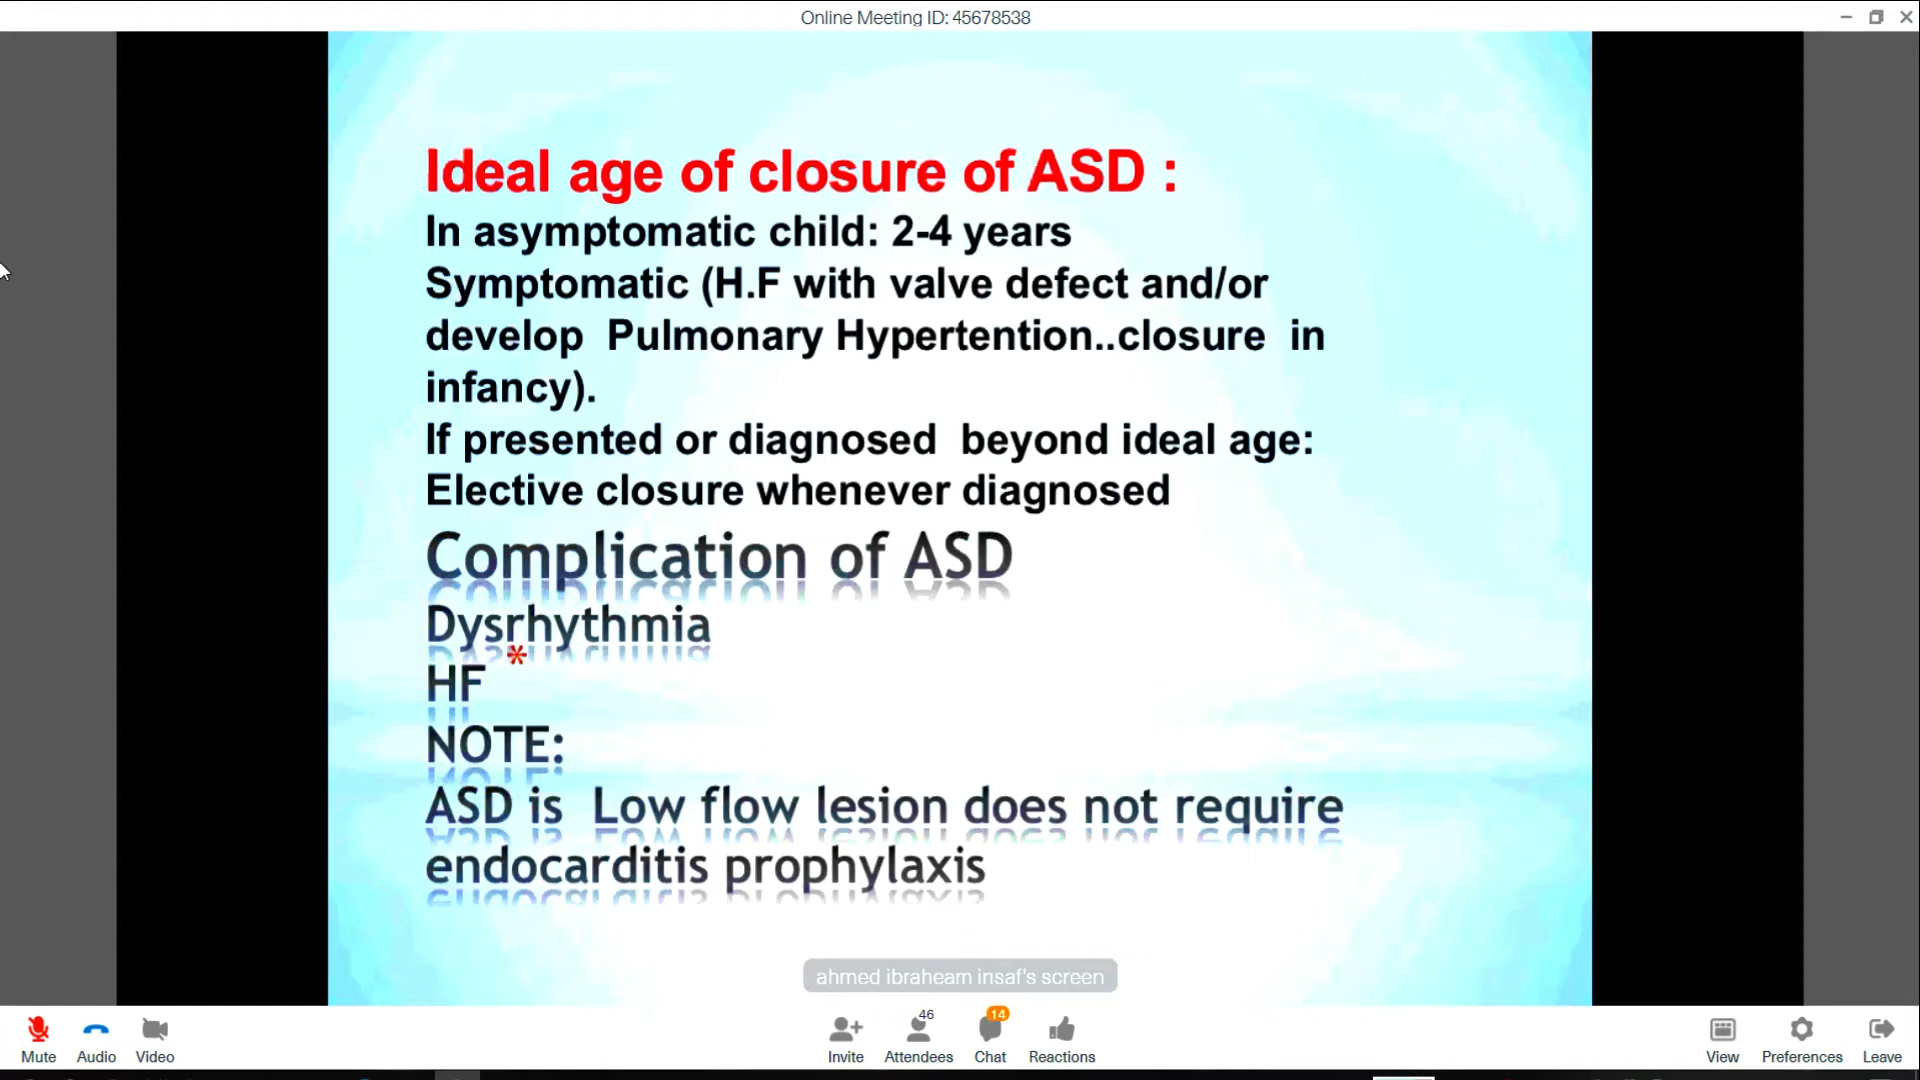 Online Meeting ID: 45678538
Ideal age of closure of ASD :
In asymptomatic child: 2-4 years
Symptomatic (H.F with valve defect and/or
develop Pulmonary Hypertention..closure in
infancy).
If presented or diagnosed beyond ideal age:
Elective closure whenever diagnosed
Complication of ASD
Dysrhythmia
*
HF
NOTE:
ASD is Low flow lesion does not require
endocarditis prophylaxis
ahmed ibraheam insaf's screen
46
14
Mute Audio Video Invite Attendees Chat Reactions View Preferences Leave